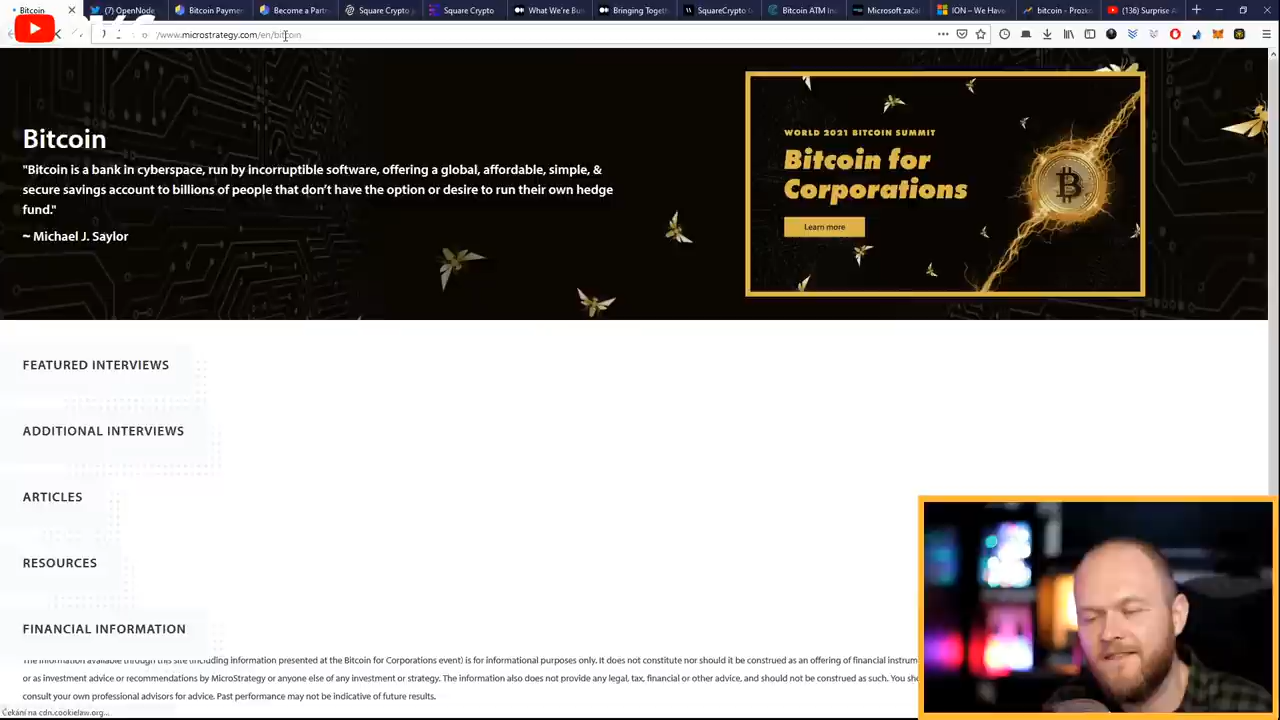 Bitcoin
OpenNode
Bitcoin Payme
Become a Partn
Square Crypto
Square Crypto
What We're Bui
Bringing Togeth
SquareCrypto
Bitcoin ATM In
Microsoft začal
ION – We Have
bitcoin - Prozko
(136) Surprise A
www.microstrategy.com/en/bitcoin
Bitcoin
"Bitcoin is a bank in cyberspace, run by incorruptible software, offering a global, affordable, simple, &
secure savings account to billions of people that don't have the option or desire to run their own hedge
fund."
~ Michael J. Saylor
WORLD 2021 BITCOIN SUMMIT
Bitcoin for
Corporations
Learn more
FEATURED INTERVIEWS
ADDITIONAL INTERVIEWS
ARTICLES
RESOURCES
FINANCIAL INFORMATION
The information available through this site (including information presented at the Bitcoin for Corporations event) is for informational purposes only. It does not constitute nor should it be construed as an offering of financial instrum
or as investment advice or recommendations by MicroStrategy or anyone else of any investment or strategy. The information also does not provide any legal, tax, financial or other advice, and should not be construed as such. You sho
consult your own professional advisors for advice. Past performance may not be indicative of future results.
Čekání na cdn.cookielaw.org...